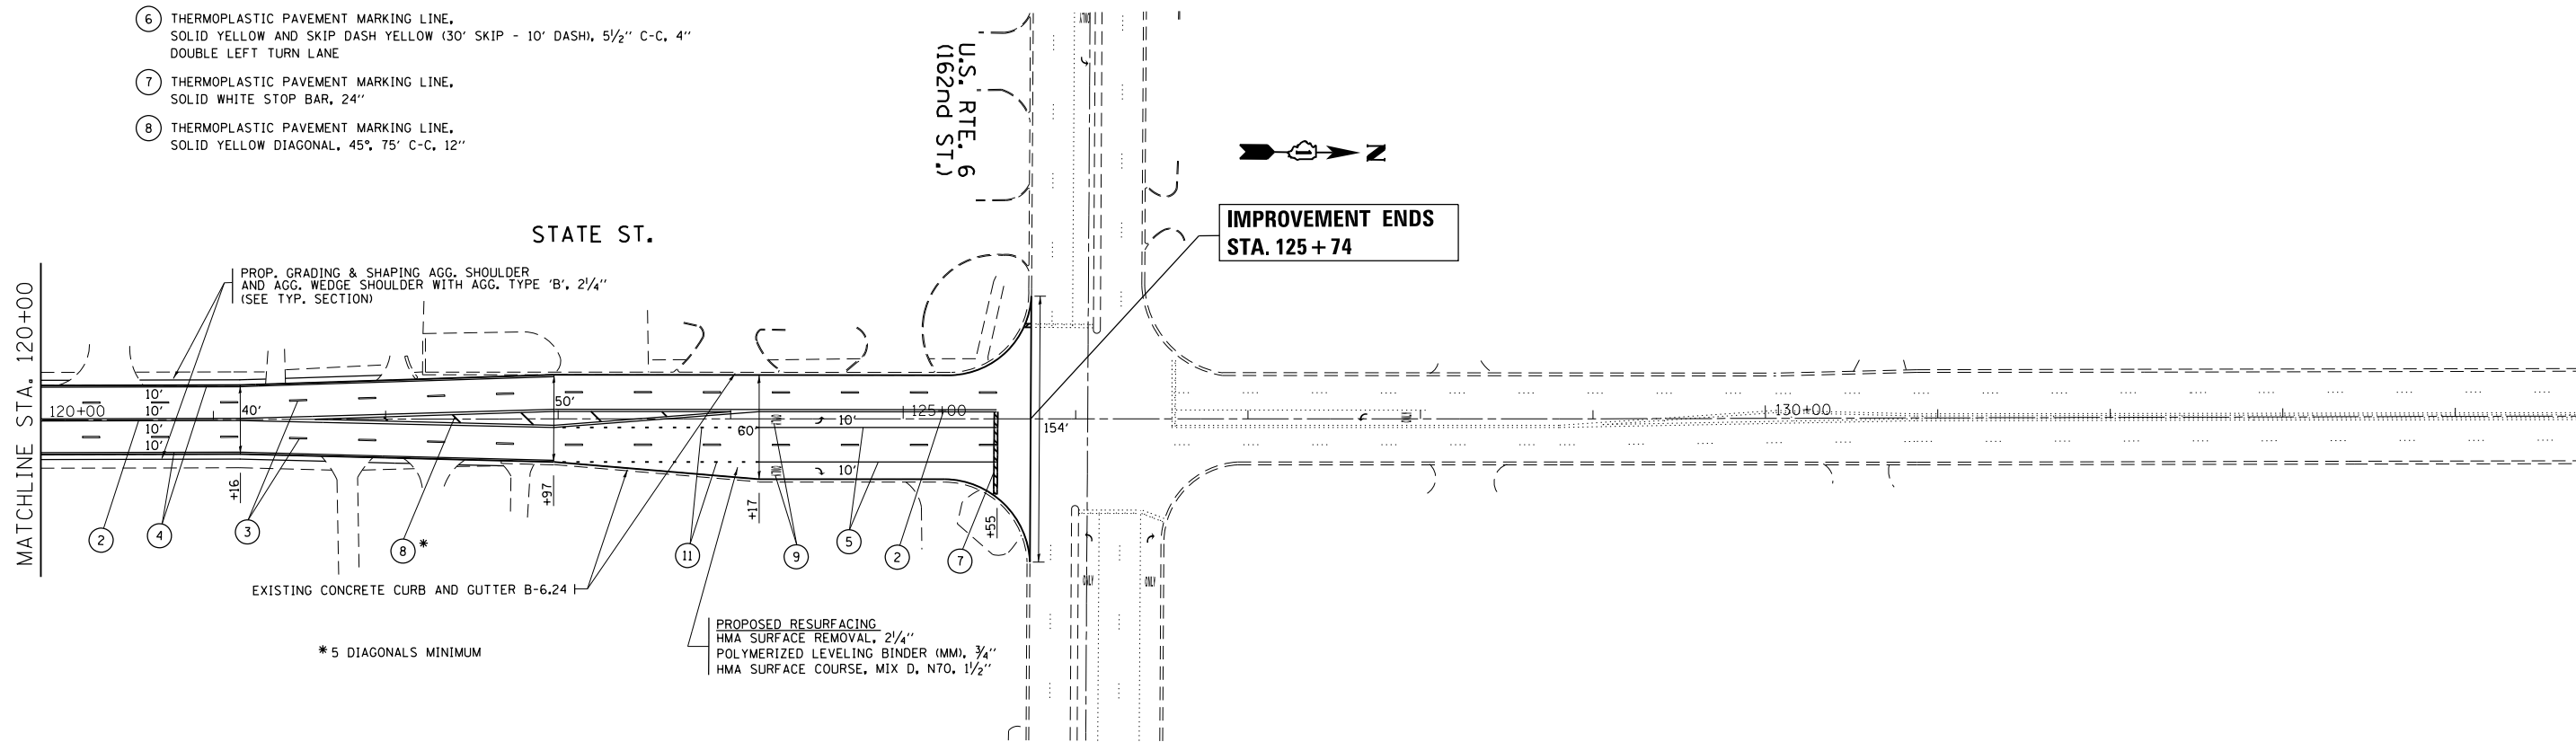 6 THERMOPLASTIC PAVEMENT MARKING LINE,
SOLID YELLOW AND SKIP DASH YELLOW (30' SKIP - 10' DASH), 5½" C-C, 4"
DOUBLE LEFT TURN LANE
7 THERMOPLASTIC PAVEMENT MARKING LINE,
SOLID WHITE STOP BAR, 24"
8 THERMOPLASTIC PAVEMENT MARKING LINE,
SOLID YELLOW DIAGONAL, 45°, 75' C-C, 12"
U.S. RTE. 6
(162nd ST.)
ONLY
N
IMPROVEMENT ENDS
STA. 125+74
STATE ST.
PROP. GRADING & SHAPING AGG. SHOULDER
AND AGG. WEDGE SHOULDER WITH AGG. TYPE 'B', 2¼"
(SEE TYP. SECTION)
MATCHLINE STA. 120+00
120+00
10'
10'
10'
10'
40'
50'
60'
10'
10'
ONLY
ONLY
125+00
154'
130+00
ONLY
+16
+97
+17
+55
2
4
3
8 *
11
9
5
2
7
ONLY
ONLY
EXISTING CONCRETE CURB AND GUTTER B-6.24
* 5 DIAGONALS MINIMUM
PROPOSED RESURFACING
HMA SURFACE REMOVAL, 2¼"
POLYMERIZED LEVELING BINDER (MM), ¾"
HMA SURFACE COURSE, MIX D, N70, 1½"